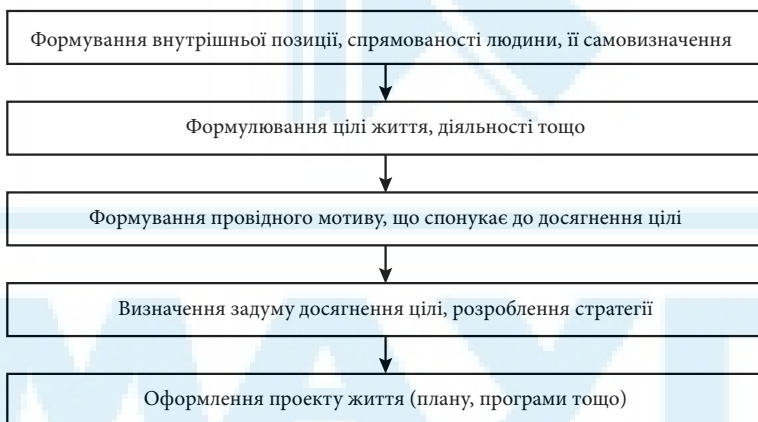 Формування внутрішньої позиції, спрямованості людини, її самовизначення
Формулювання цілі життя, діяльності тощо
Формування провідного мотиву, що спонукає до досягнення цілі
Визначення задуму досягнення цілі, розроблення стратегії
Оформлення проекту життя (плану, програми тощо)